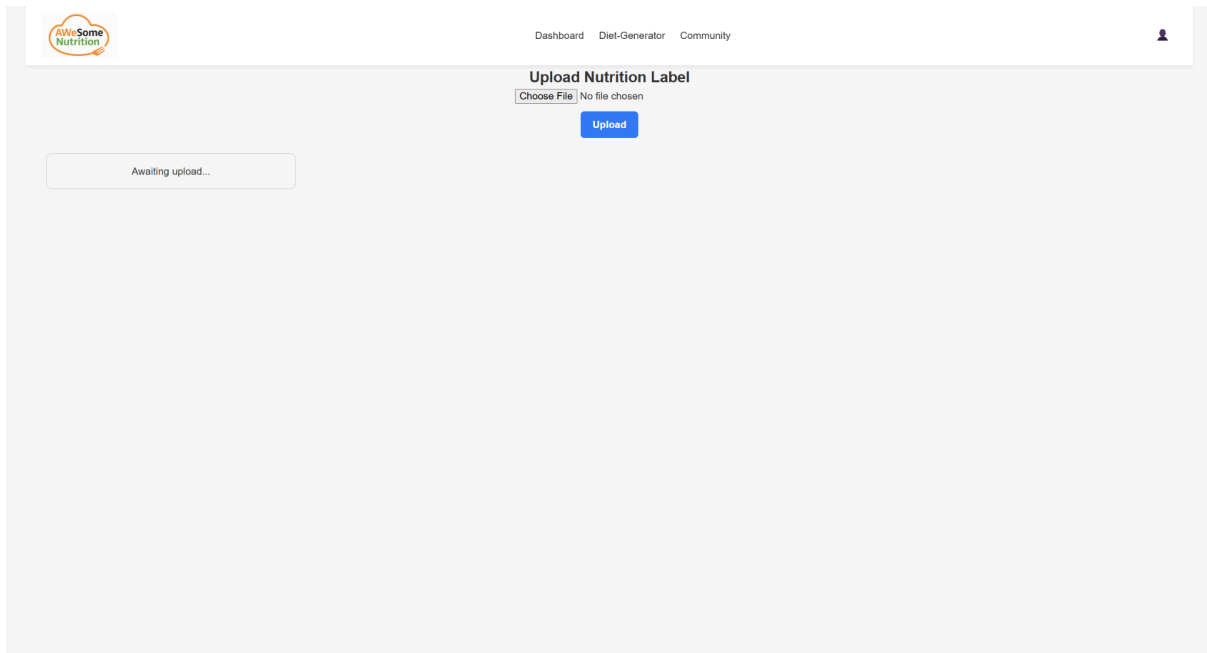 AWeSome
Nutrition
Dashboard Diet-Generator Community
Upload Nutrition Label
Choose File No file chosen
Upload
Awaiting upload...